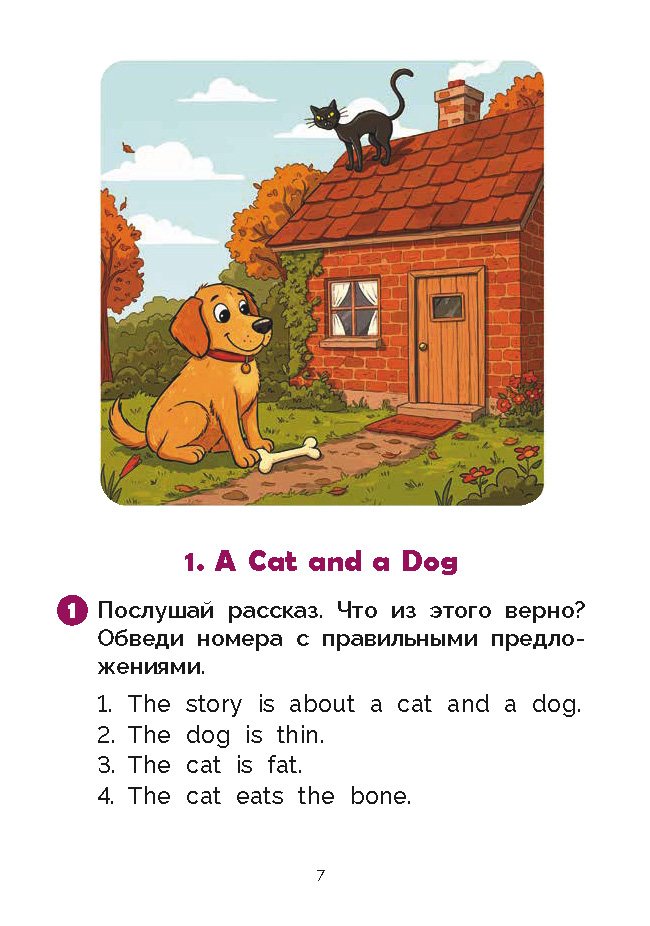 1. A Cat and a Dog
1 Послушай рассказ. Что из этого верно?
Обведи номера с правильными предло-
жениями.
1. The story is about a cat and a dog.
2. The dog is thin.
3. The cat is fat.
4. The cat eats the bone.
7